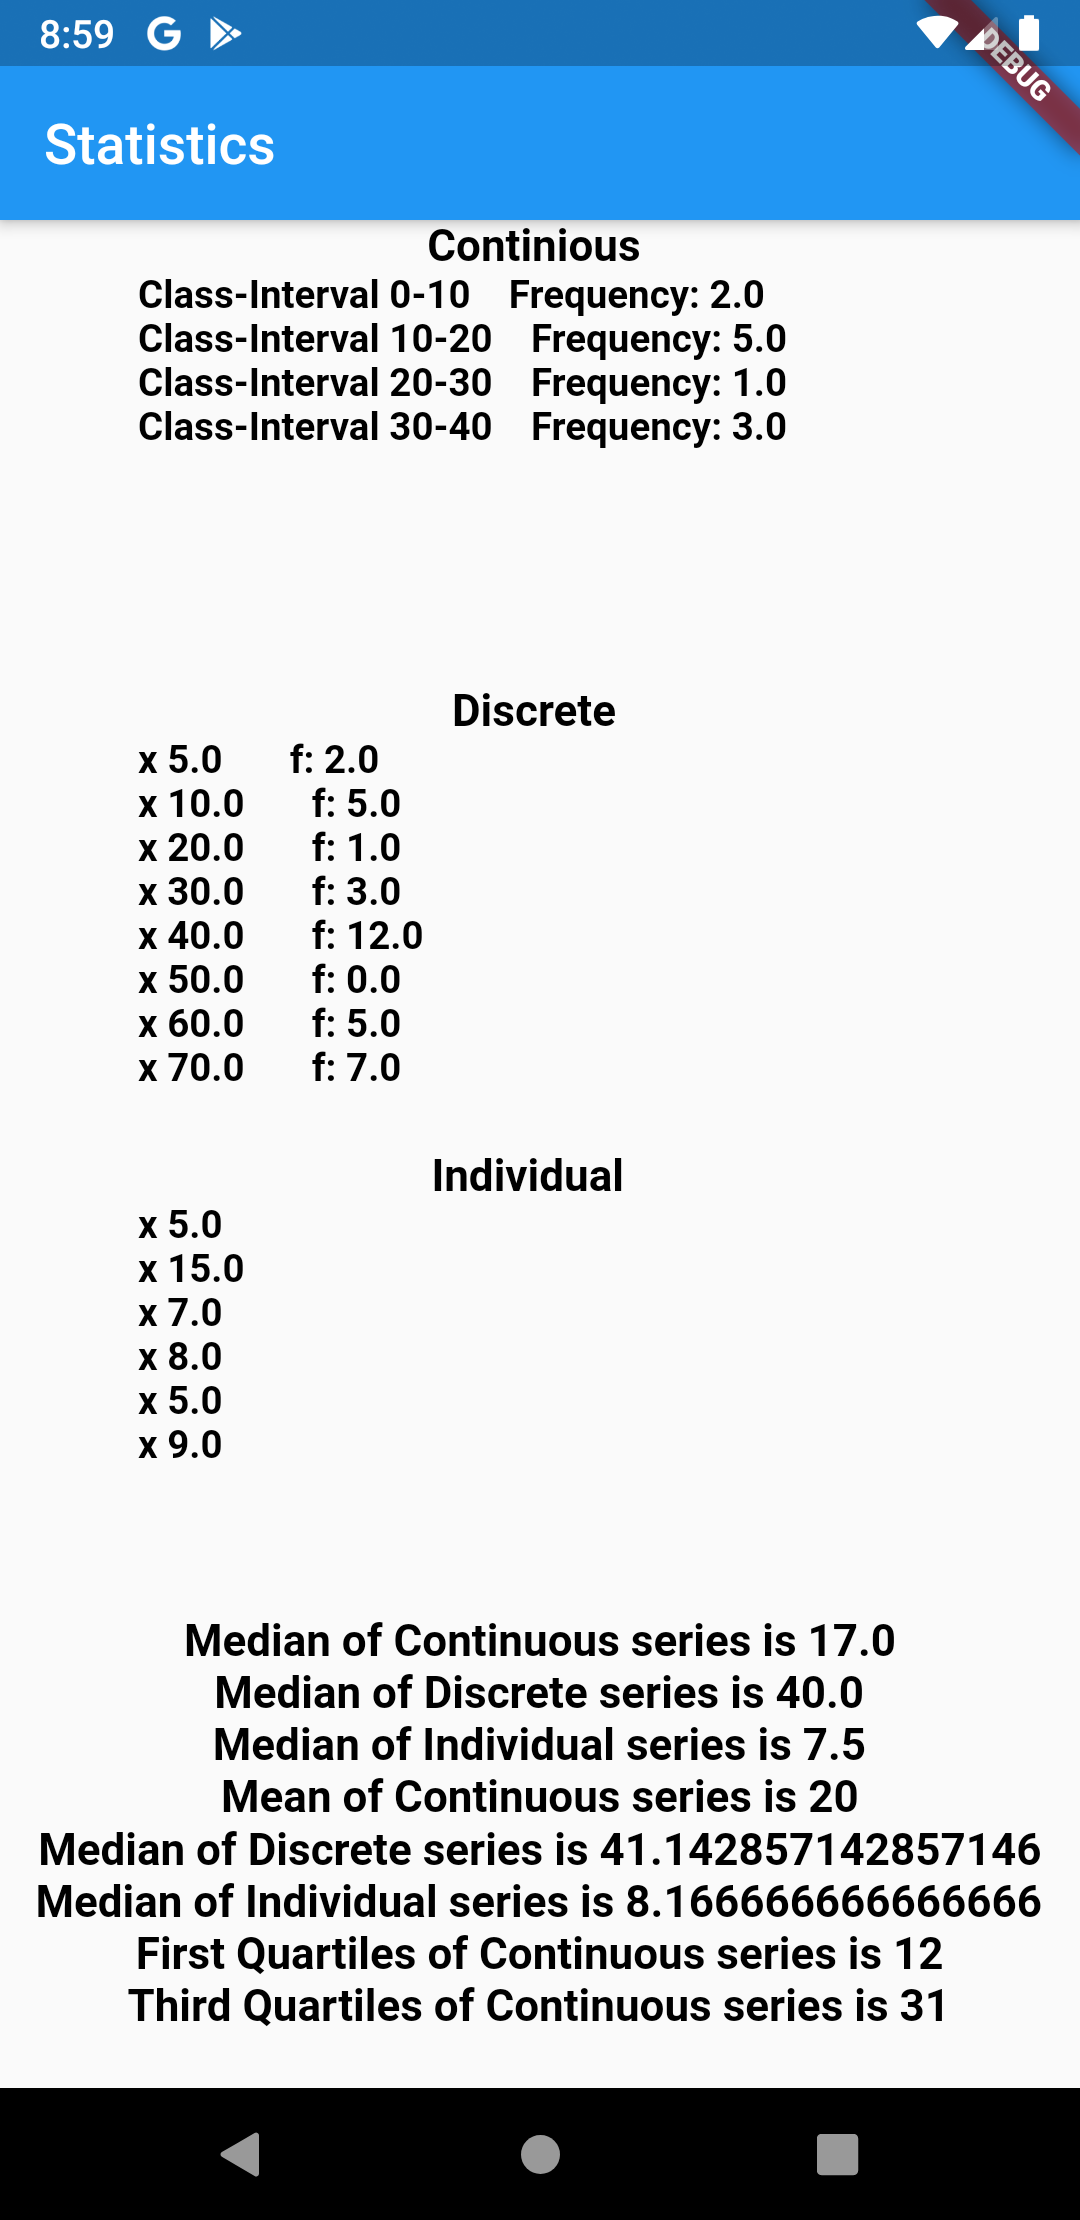 8:59
DEBUG
Statistics
Continious
Class-Interval 0-10 Frequency: 2.0
Class-Interval 10-20 Frequency: 5.0
Class-Interval 20-30 Frequency: 1.0
Class-Interval 30-40 Frequency: 3.0
Discrete
x 5.0 f: 2.0
x 10.0 f: 5.0
x 20.0 f: 1.0
x 30.0 f: 3.0
x 40.0 f: 12.0
x 50.0 f: 0.0
x 60.0 f: 5.0
x 70.0 f: 7.0
Individual
x 5.0
x 15.0
x 7.0
x 8.0
x 5.0
x 9.0
Median of Continuous series is 17.0
Median of Discrete series is 40.0
Median of Individual series is 7.5
Mean of Continuous series is 20
Median of Discrete series is 41.142857142857146
Median of Individual series is 8.166666666666666
First Quartiles of Continuous series is 12
Third Quartiles of Continuous series is 31